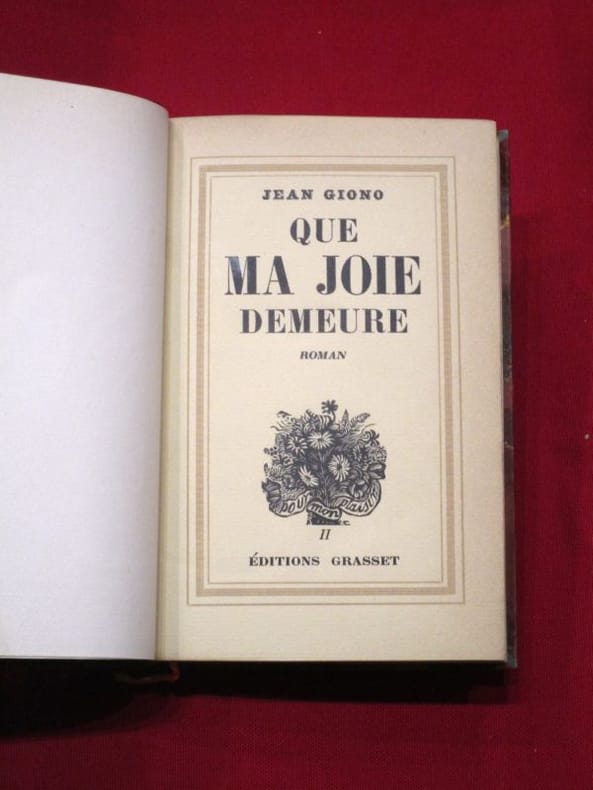 JEAN GIONO
QUE
MA JOIE
DEMEURE
ROMAN
pour mon plaisir
II
ÉDITIONS GRASSET